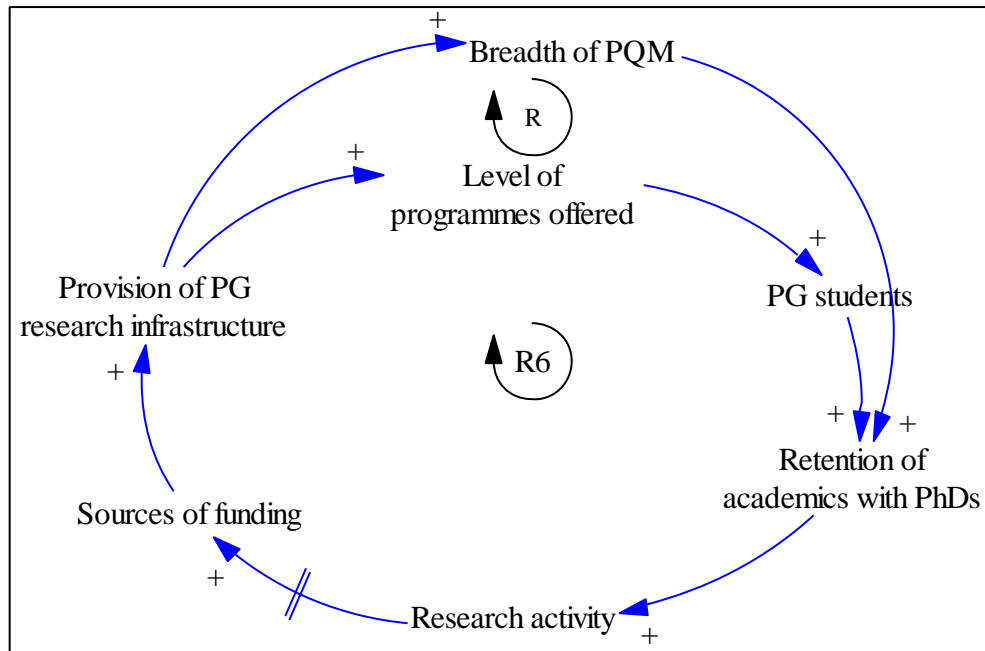 +
Breadth of PQM
R
+
Level of
programmes offered
+
Provision of PG
research infrastructure
PG students
+
R6
+
+
Retention of
academics with PhDs
Sources of funding
+
Research activity
+